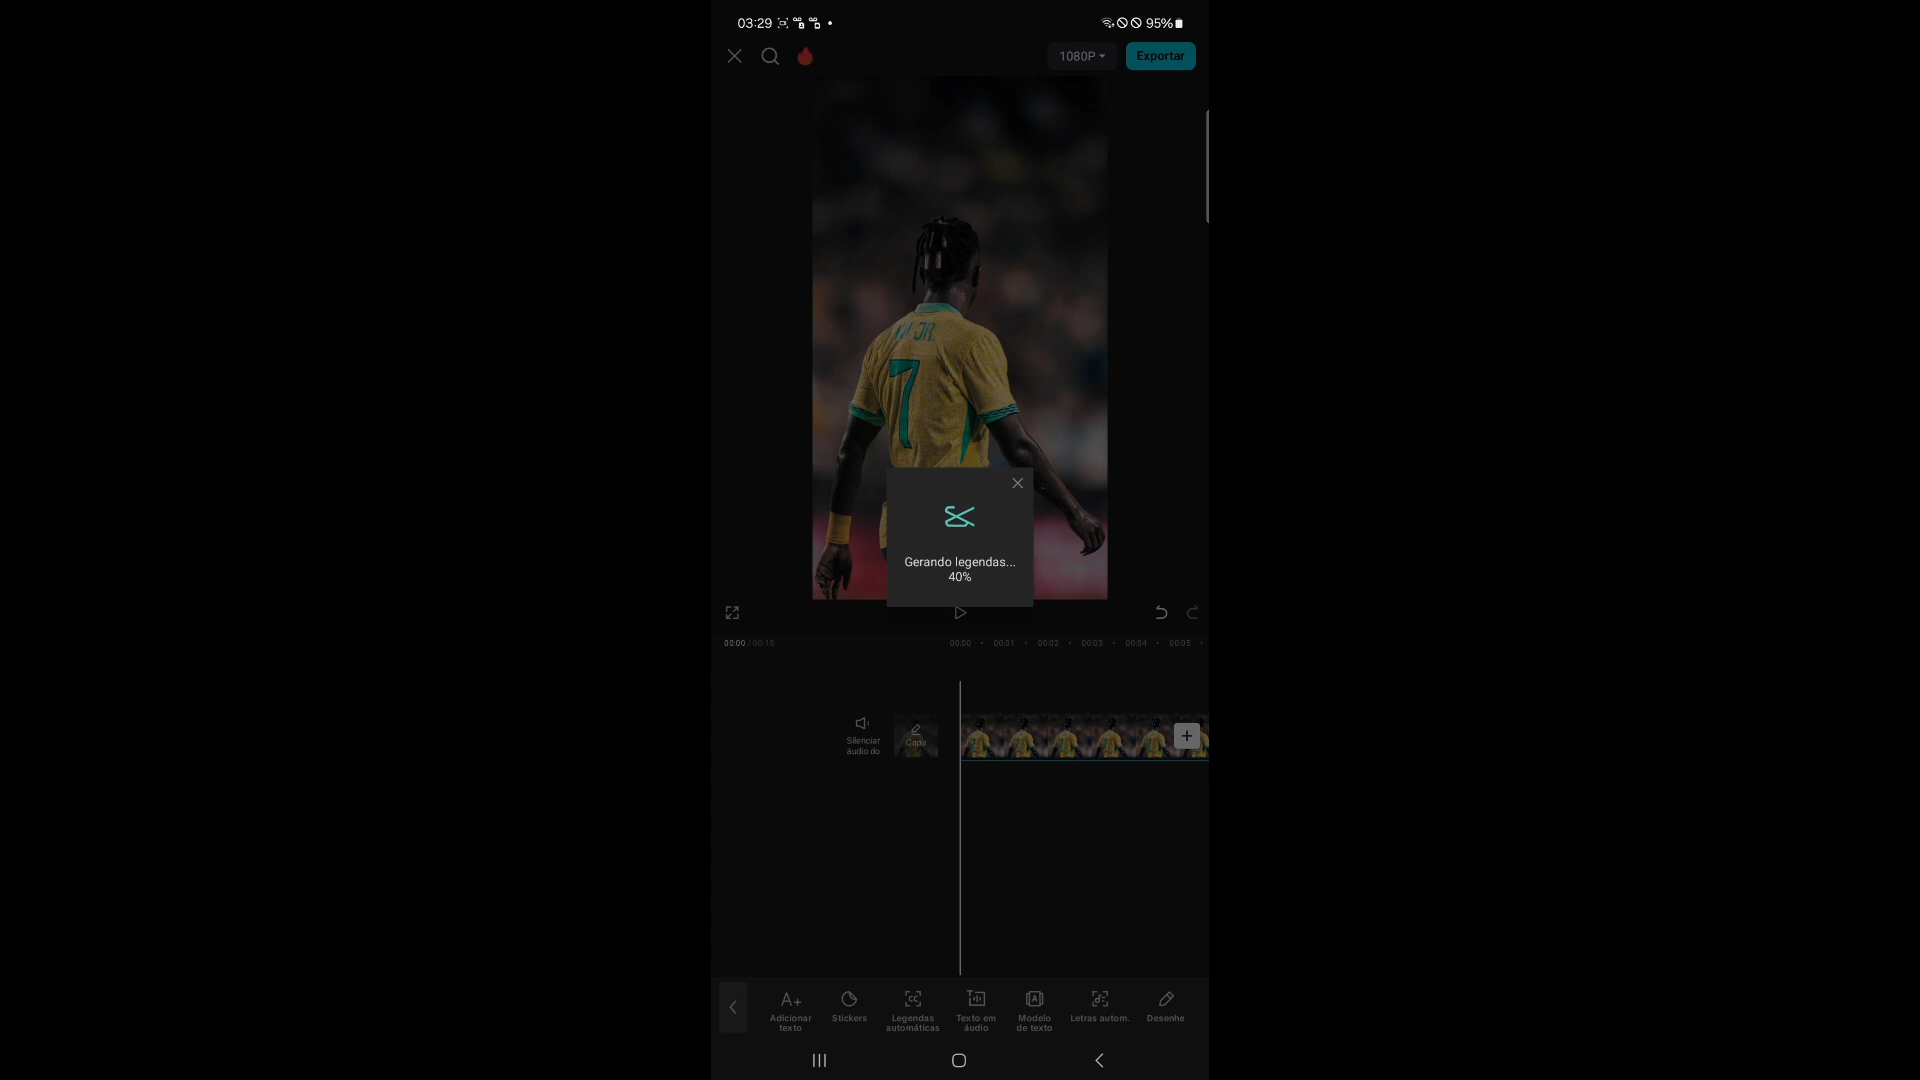 03:29
95%
1080P
Exportar
JR.
7
Gerando legendas...
40%
00:00 / 00:15
00:00
00:01
00:02
00:03
00:04
00:05
Silenciar
áudio do
Capa
Adicionar
texto
Stickers
Legendas
automáticas
Texto em
áudio
Modelo
de texto
Letras autom.
Desenhe